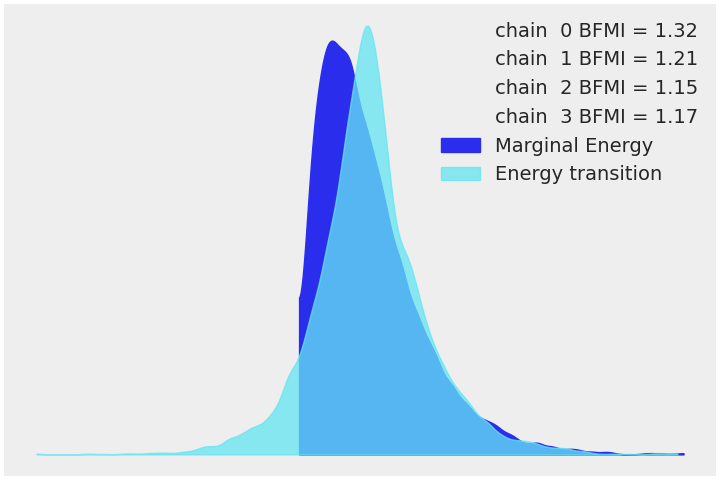 chain  0 BFMI = 1.32
chain  1 BFMI = 1.21
chain  2 BFMI = 1.15
chain  3 BFMI = 1.17
Marginal Energy
Energy transition